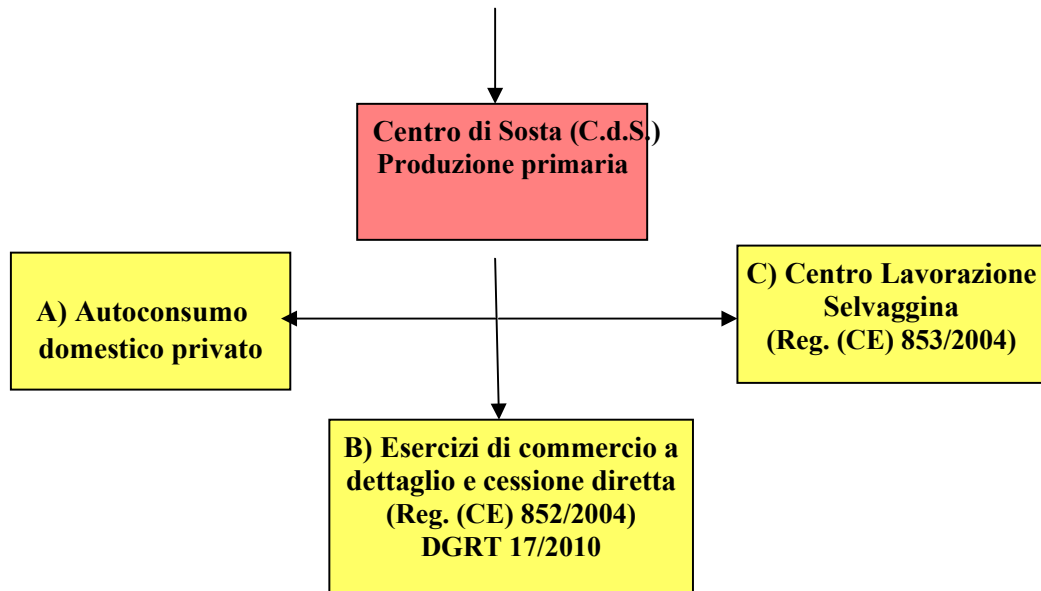 Centro di Sosta (C.d.S.)
Produzione primaria
A) Autoconsumo
domestico privato
C) Centro Lavorazione
Selvaggina
(Reg. (CE) 853/2004)
B) Esercizi di commercio a
dettaglio e cessione diretta
(Reg. (CE) 852/2004)
DGRT 17/2010